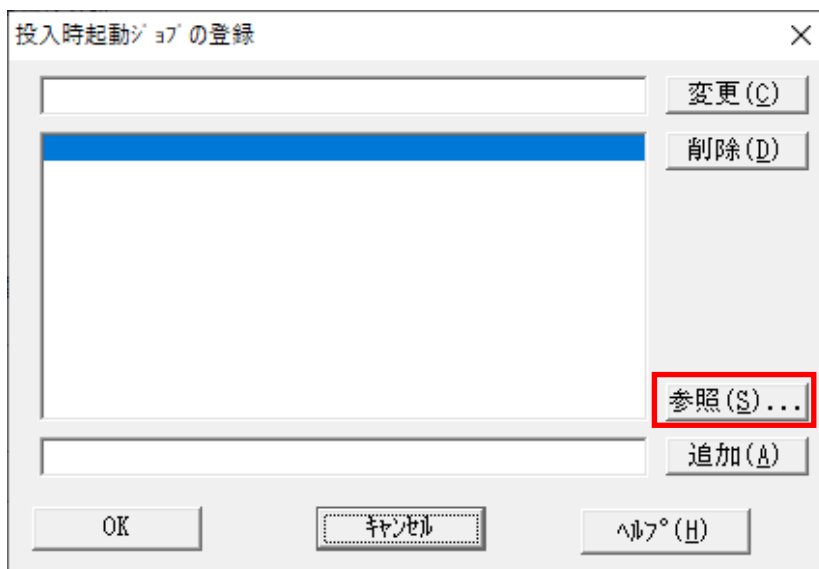 投入時起動ｼﾞｮﾌﾞの登録
変更(C)
削除(D)
参照(S)...
追加(A)
OK
ｷｬﾝｾﾙ
ﾍﾙﾌﾟ(H)